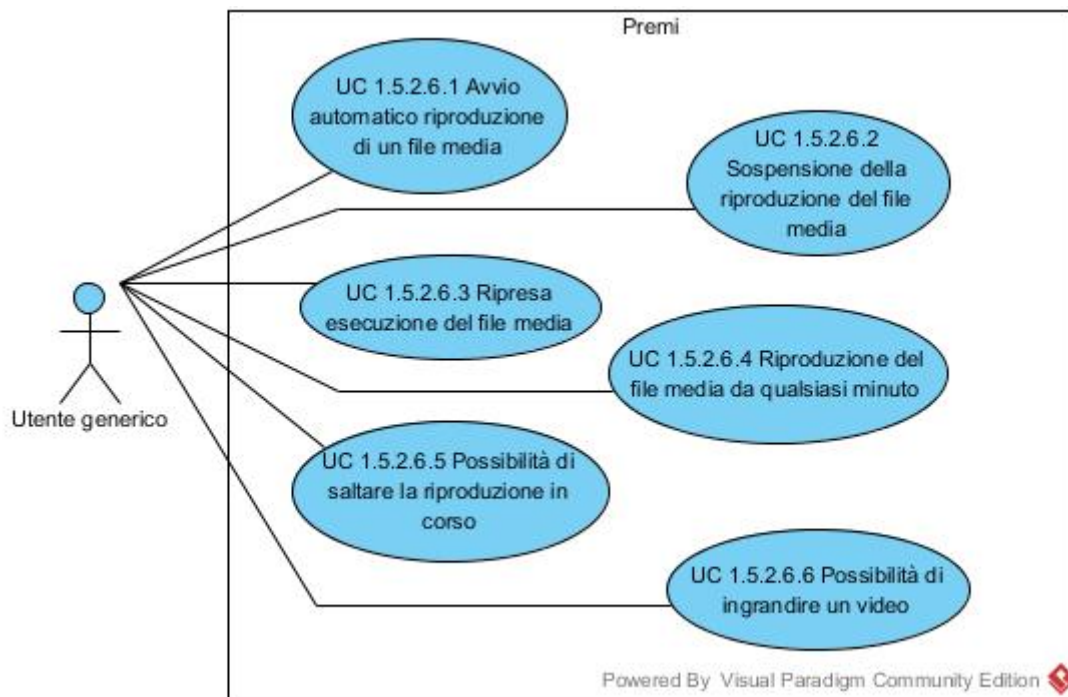 Premi
UC 1.5.2.6.1 Avvio
automatico riproduzione
di un file media
UC 1.5.2.6.2
Sospensione della
riproduzione del file
media
UC 1.5.2.6.3 Ripresa
esecuzione del file media
UC 1.5.2.6.4 Riproduzione del
file media da qualsiasi minuto
Utente generico
UC 1.5.2.6.5 Possibilità di
saltare la riproduzione in
corso
UC 1.5.2.6.6 Possibilità di
ingrandire un video
Powered By Visual Paradigm Community Edition